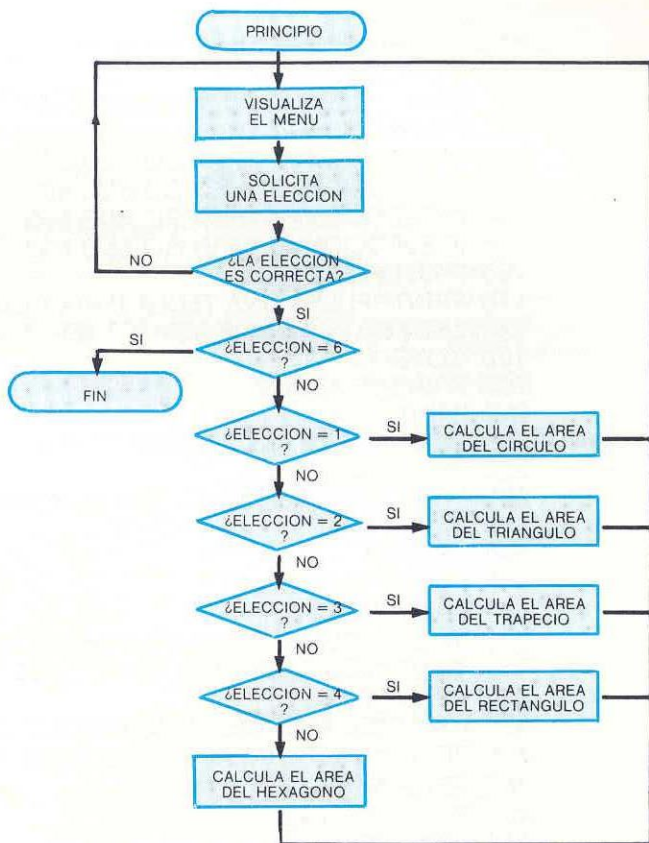 PRINCIPIO
VISUALIZA
EL MENU
SOLICITA
UNA ELECCION
¿LA ELECCION
ES CORRECTA?
NO
SI
¿ELECCION = 6
?
SI
FIN
NO
¿ELECCION = 1
?
SI
CALCULA EL AREA
DEL CIRCULO
NO
¿ELECCION = 2
?
SI
CALCULA EL AREA
DEL TRIANGULO
NO
¿ELECCION = 3
?
SI
CALCULA EL AREA
DEL TRAPECIO
NO
¿ELECCION = 4
?
SI
CALCULA EL AREA
DEL RECTANGULO
NO
CALCULA EL AREA
DEL HEXAGONO